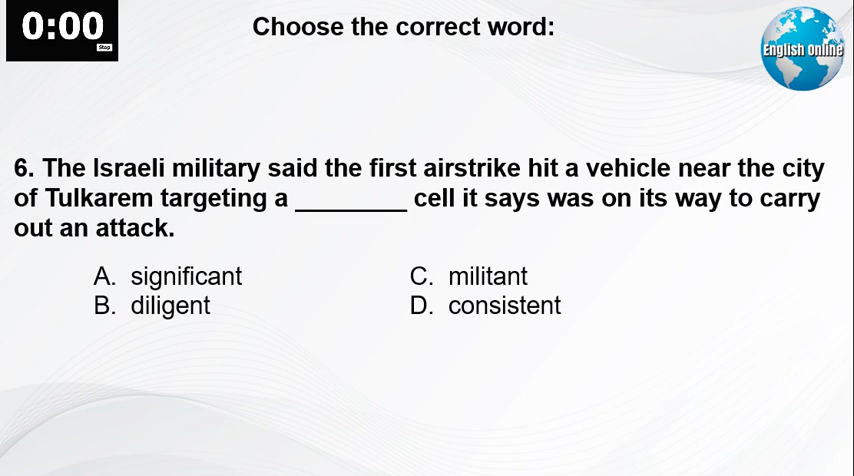 0:00
Stop
Choose the correct word:
English Online
6. The Israeli military said the first airstrike hit a vehicle near the city
of Tulkarem targeting a ________ cell it says was on its way to carry
out an attack.
A. significant
B. diligent
C. militant
D. consistent